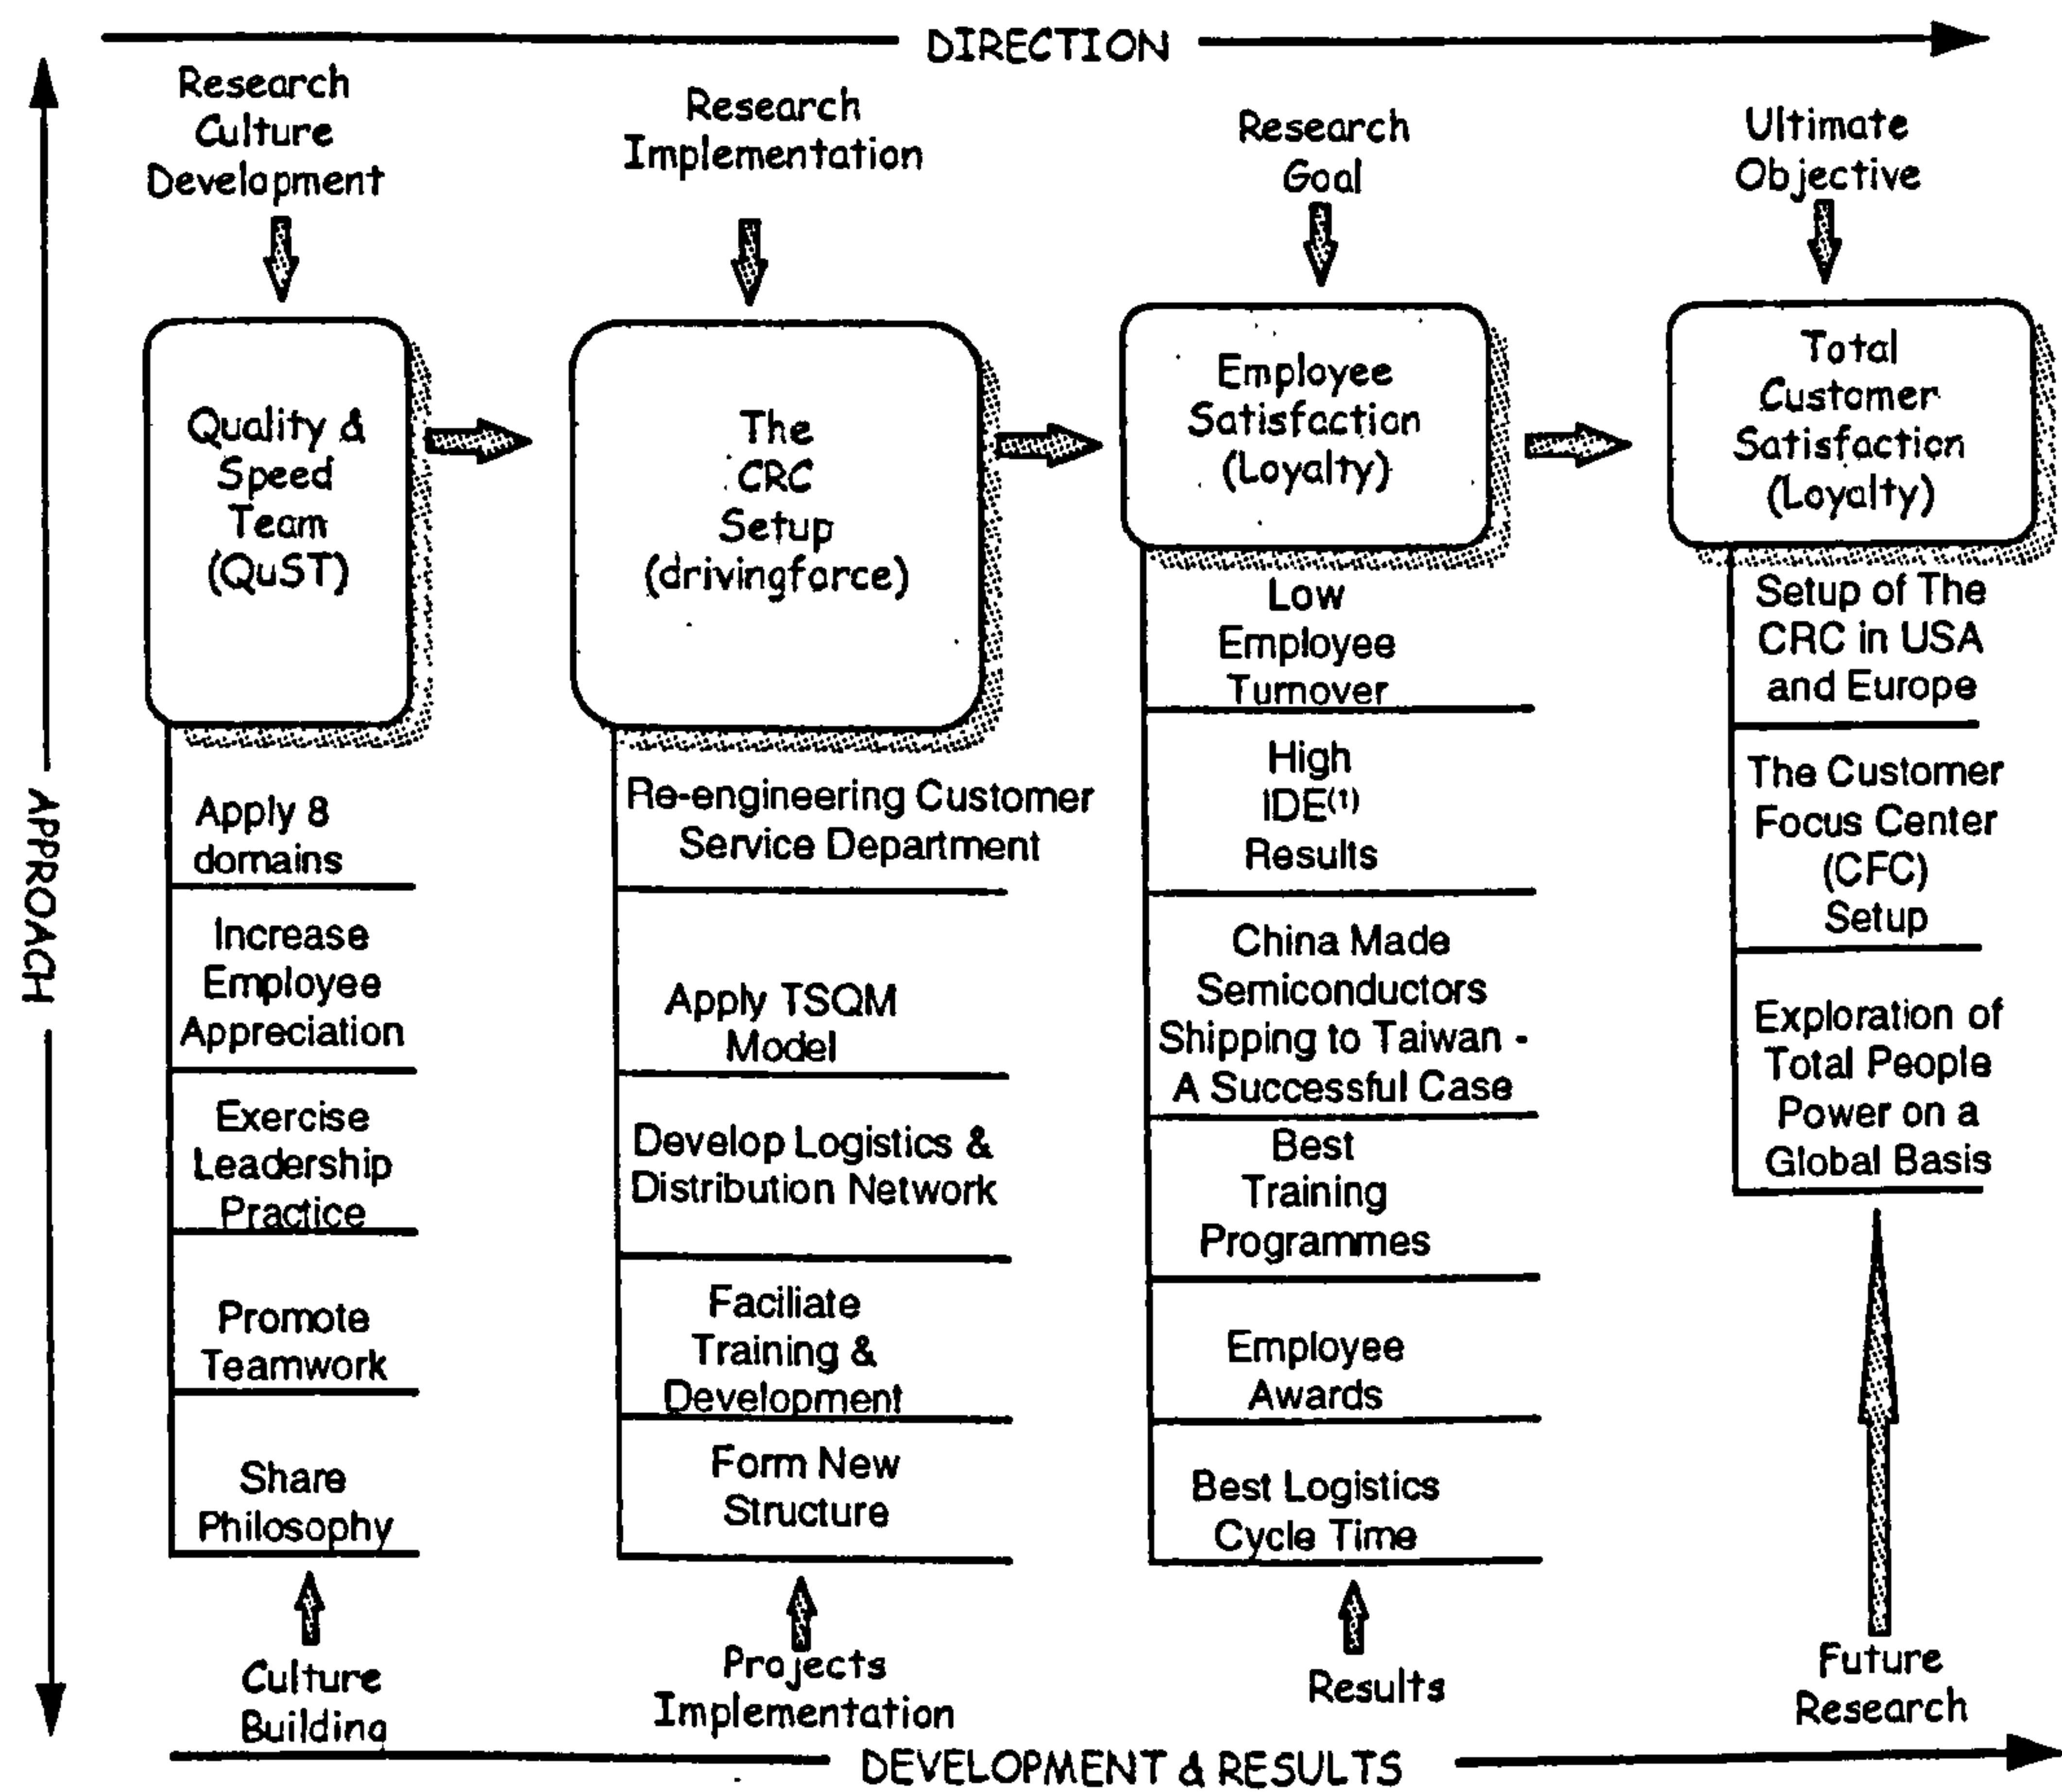 DIRECTION
Research
Culture
Development
Research
Implementation
Research
Goal
Ultimate
Objective
Quality &
Speed
Team
(QuST)
The
CRC
Setup
(drivingforce)
Employee
Satisfaction
(Loyalty)
Total
Customer
Satisfaction
(Loyalty)
APPROACH
Apply 8
domains
Increase
Employee
Appreciation
Exercise
Leadership
Practice
Promote
Teamwork
Share
Philosophy
Re-engineering Customer
Service Department
Apply TSQM
Model
Develop Logistics &
Distribution Network
Faciliate
Training &
Development
Form New
Structure
Low
Employee
Turnover
High
IDE(1)
Results
China Made
Semiconductors
Shipping to Taiwan -
A Successful Case
Best
Training
Programmes
Employee
Awards
Best Logistics
Cycle Time
Setup of The
CRC in USA
and Europe
The Customer
Focus Center
(CFC)
Setup
Exploration of
Total People
Power on a
Global Basis
Culture
Building
Projects
Implementation
Results
Future
Research
DEVELOPMENT & RESULTS